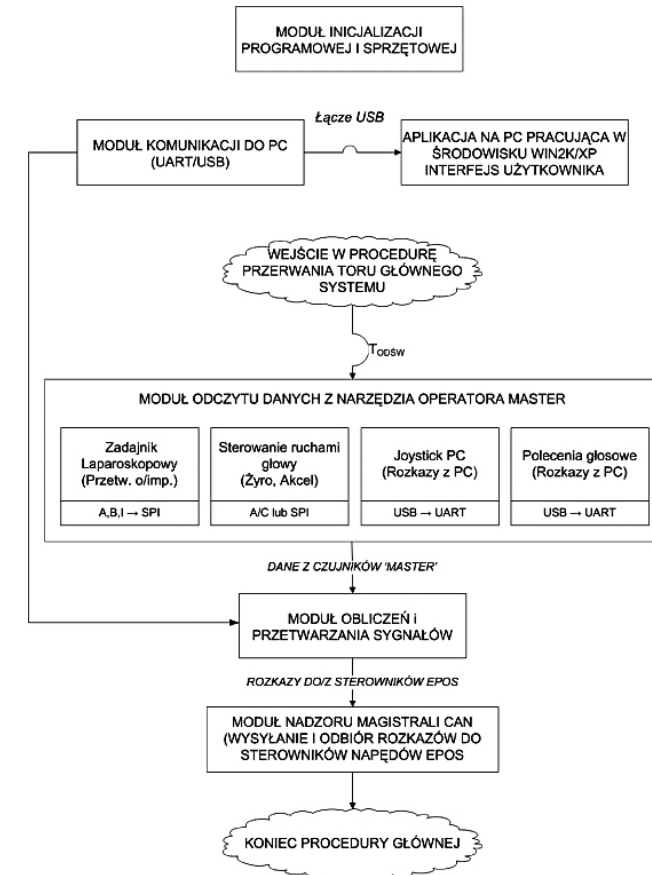 MODUŁ INICJALIZACJI
PROGRAMOWEJ I SPRZĘTOWEJ
Łącze USB
MODUŁ KOMUNIKACJI DO PC
(UART/USB)
APLIKACJA NA PC PRACUJĄCA W
ŚRODOWISKU WIN2K/XP
INTERFEJS UŻYTKOWNIKA
WEJŚCIE W PROCEDURĘ
PRZERWANIA TORU GŁÓWNEGO
SYSTEMU
TODŚW
MODUŁ ODCZYTU DANYCH Z NARZĘDZIA OPERATORA MASTER
Zadajnik
Laparoskopowy
(Przetw. o/imp.)
A,B,I → SPI
Sterowanie ruchami
głowy
(Żyro, Akcel)
A/C lub SPI
Joystick PC
(Rozkazy z PC)
USB → UART
Polecenia głosowe
(Rozkazy z PC)
USB → UART
DANE Z CZUJNIKÓW 'MASTER'
MODUŁ OBLICZEŃ i
PRZETWARZANIA SYGNAŁÓW
ROZKAZY DO/Z STEROWNIKÓW EPOS
MODUŁ NADZORU MAGISTRALI CAN
(WYSYŁANIE I ODBIÓR ROZKAZÓW DO
STEROWNIKÓW NAPĘDÓW EPOS
KONIEC PROCEDURY GŁÓWNEJ